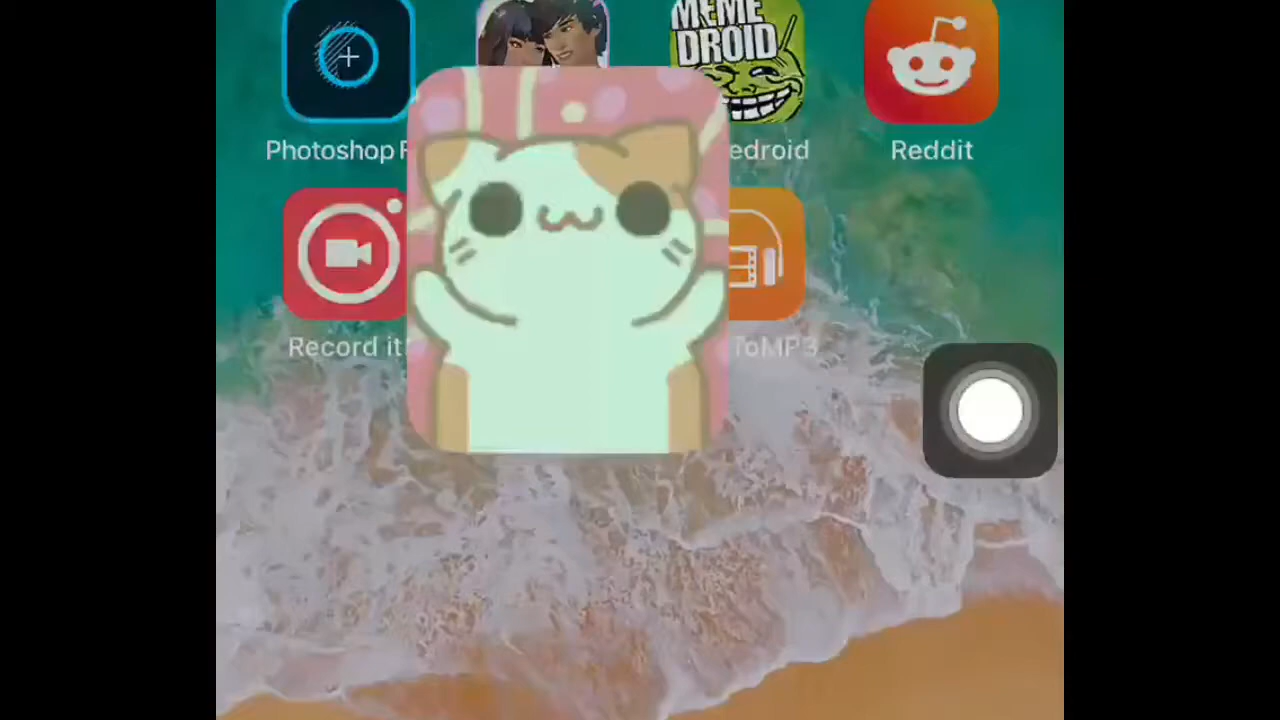 MEME
DROID
Photoshop F
edroid
Reddit
Record it
ToMP3